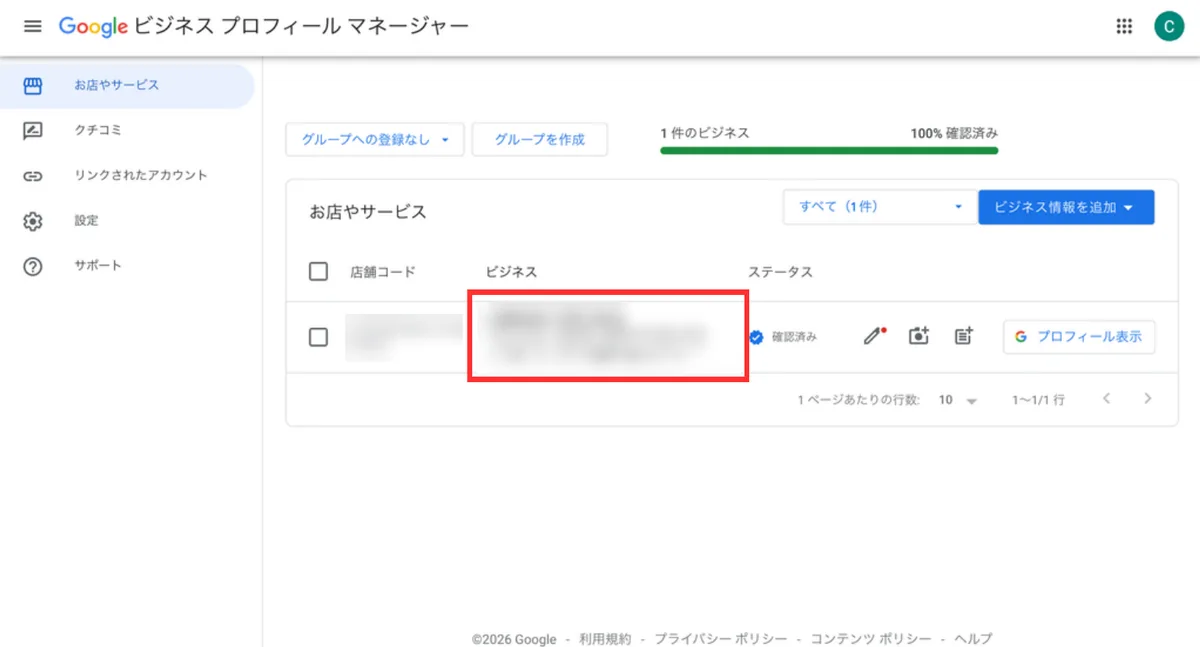 Google ビジネス プロフィール マネージャー
C
お店やサービス
クチコミ
リンクされたアカウント
設定
サポート
グループへの登録なし
グループを作成
1 件のビジネス
100% 確認済み
お店やサービス
すべて（1件）
ビジネス情報を追加
店舗コード
ビジネス
ステータス
確認済み
G プロフィール表示
1 ページあたりの行数:
10
1～1/1 行
©2026 Google - 利用規約 - プライバシー ポリシー - コンテンツ ポリシー - ヘルプ